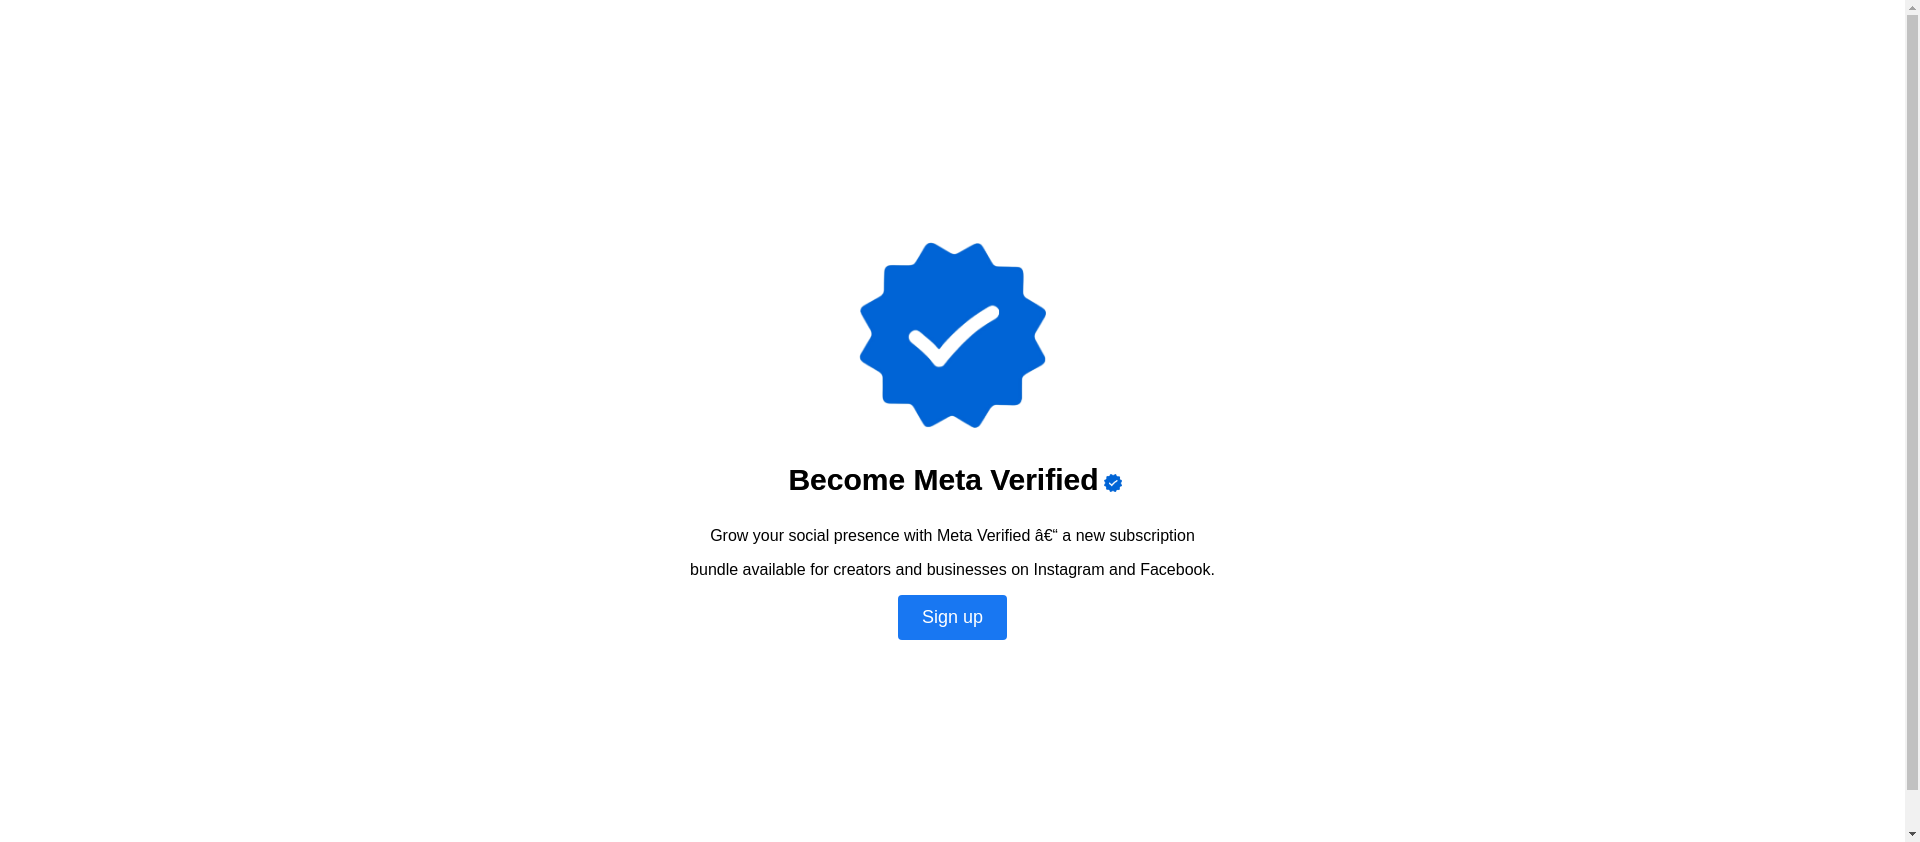 Become Meta Verified
Grow your social presence with Meta Verified â€“ a new subscription
bundle available for creators and businesses on Instagram and Facebook.
Sign up